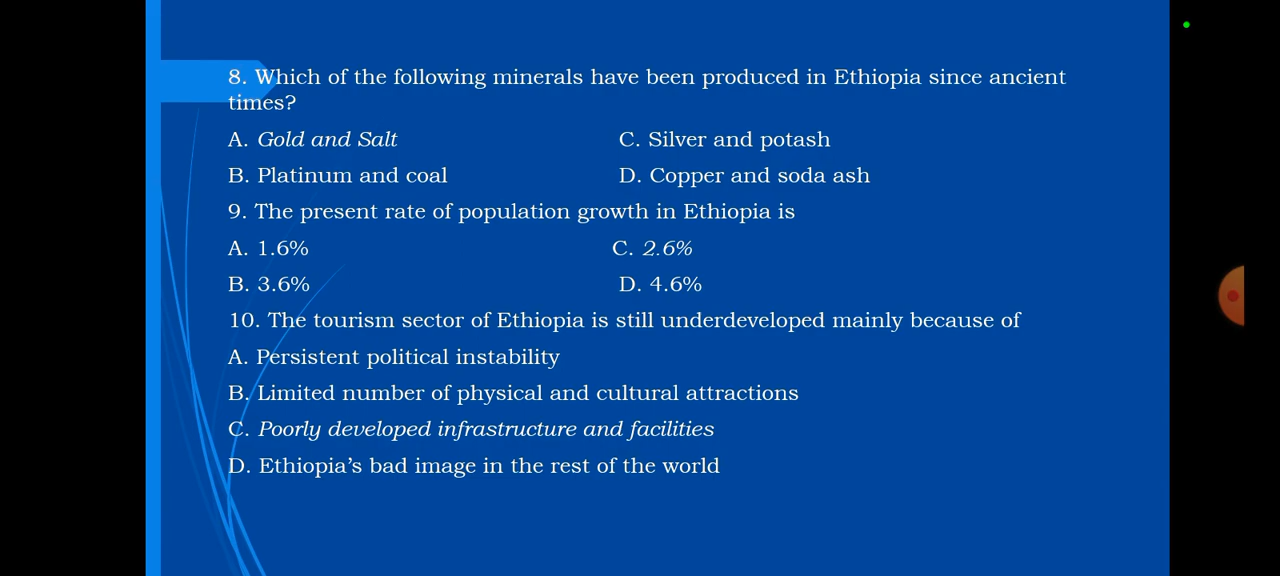 8. Which of the following minerals have been produced in Ethiopia since ancient
times?
A. Gold and Salt C. Silver and potash
B. Platinum and coal D. Copper and soda ash
9. The present rate of population growth in Ethiopia is
A. 1.6% C. 2.6%
B. 3.6% D. 4.6%
10. The tourism sector of Ethiopia is still underdeveloped mainly because of
A. Persistent political instability
B. Limited number of physical and cultural attractions
C. Poorly developed infrastructure and facilities
D. Ethiopia’s bad image in the rest of the world